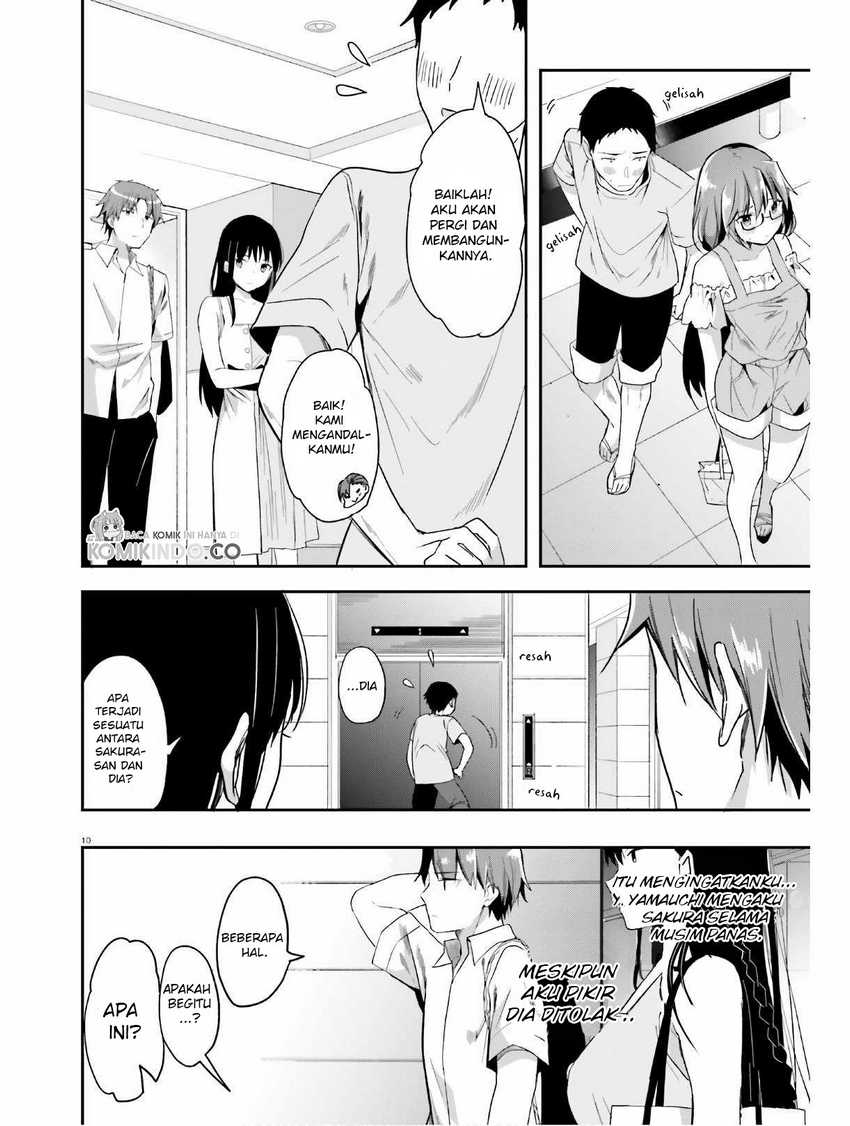 gelisah
gelisah
BAIKLAH!
AKU AKAN
PERGI DAN
MEMBANGUN-
KANNYA.
BAIK!
KAMI
MENGANDAL-
KANMU!
BACA KOMIK INI HANYA DI
KOMIKINDO.CO
resah
resah
...DIA
APA
TERJADI
SESUATU
ANTARA
SAKURA-
SAN DAN
DIA?
10
ITU MENGINGATKANKU...
Y. YAMAUCHI MENGAKU
SAKURA SELAMA
MUSIM PANAS.
MESKIPUN
AKU PIKIR
DIA DITOLAK...
BEBERAPA
HAL.
APAKAH
BEGITU
...?
APA
INI?